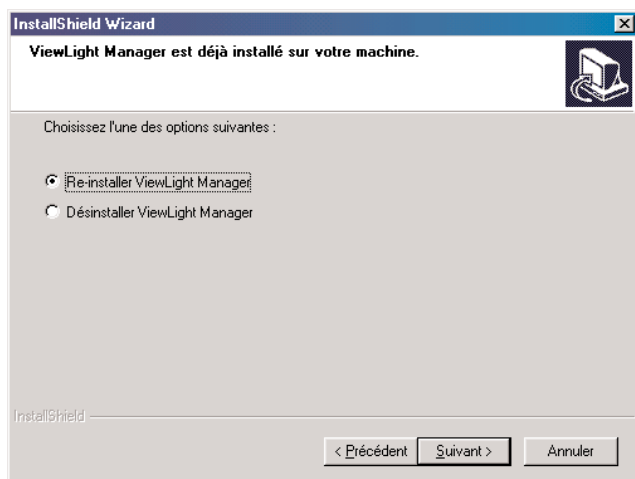 InstallShield Wizard
ViewLight Manager est déjà installé sur votre machine.
Choisissez l'une des options suivantes :
Re-installer ViewLight Manager
Désinstaller ViewLight Manager
InstallShield
< Précédent Suivant > Annuler